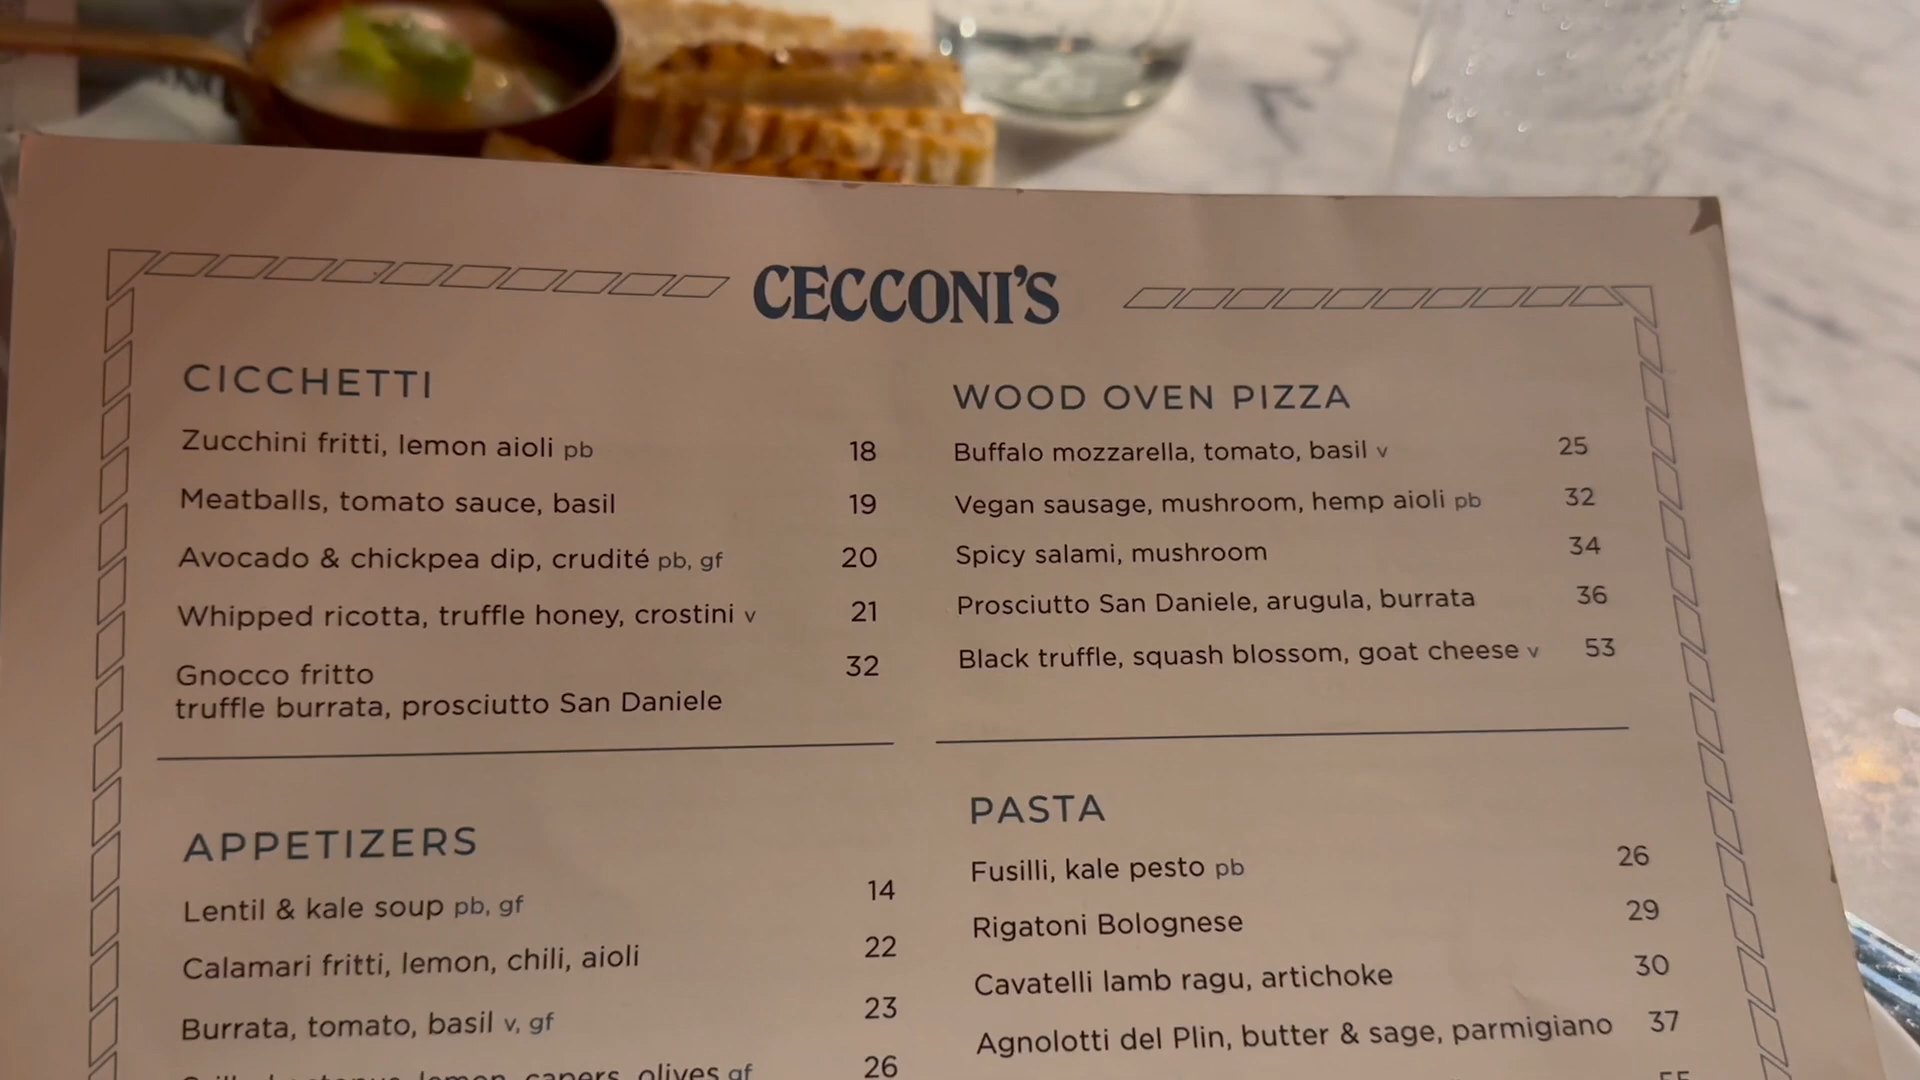 CECCONI'S
CICCHETTI
Zucchini fritti, lemon aioli pb 18
Meatballs, tomato sauce, basil 19
Avocado & chickpea dip, crudité pb, gf 20
Whipped ricotta, truffle honey, crostini v 21
Gnocco fritto 32
truffle burrata, prosciutto San Daniele
APPETIZERS
Lentil & kale soup pb, gf 14
Calamari fritti, lemon, chili, aioli 22
Burrata, tomato, basil v, gf 23
lemon, capers, olives gf 26
WOOD OVEN PIZZA
Buffalo mozzarella, tomato, basil v 25
Vegan sausage, mushroom, hemp aioli pb 32
Spicy salami, mushroom 34
Prosciutto San Daniele, arugula, burrata 36
Black truffle, squash blossom, goat cheese v 53
PASTA
Fusilli, kale pesto pb 26
Rigatoni Bolognese 29
Cavatelli lamb ragu, artichoke 30
Agnolotti del Plin, butter & sage, parmigiano 37